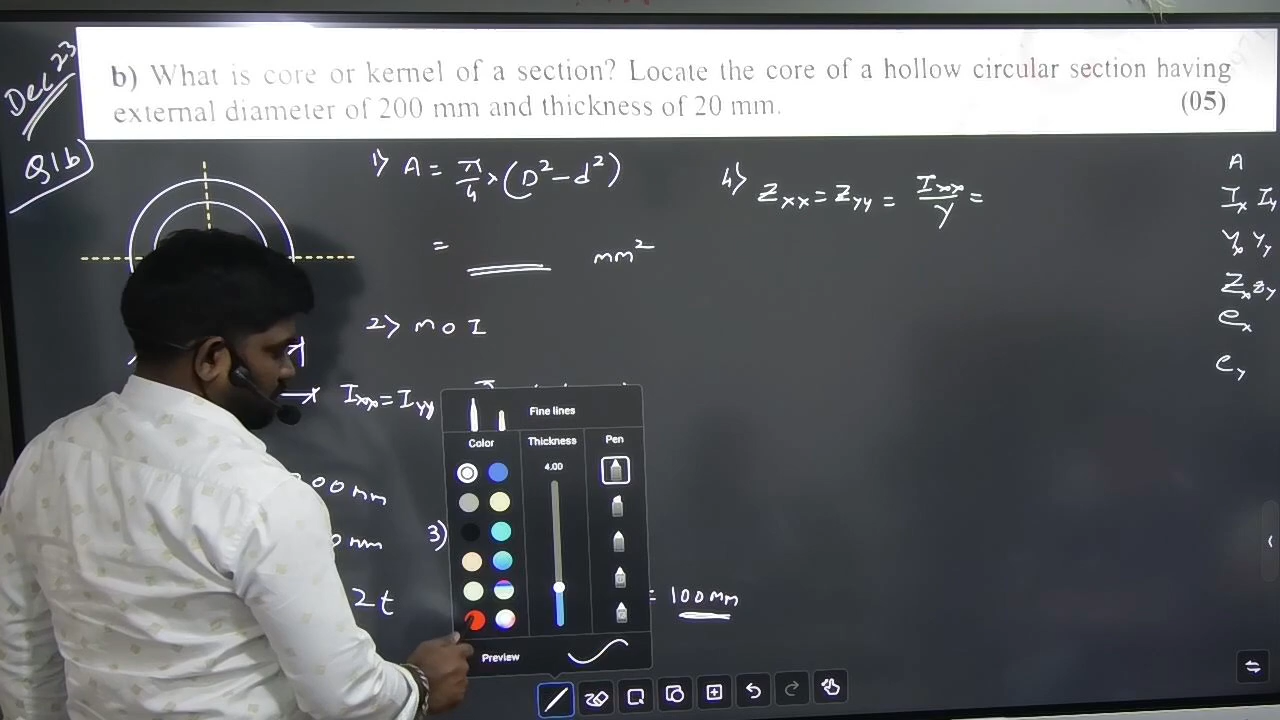 Dec 23
Q1b)
b) What is core or kernel of a section? Locate the core of a hollow circular section having
external diameter of 200 mm and thickness of 20 mm.
(05)
1) A = π/4 × (D² − d²)
= mm²
2) M O I
Ixx = Iyy
00 mm
0 mm
2t
3)
= 100 mm
4) Zxx = Zyy = Ixx/Y =
A
Ix Iy
Yx Yy
Zx Zy
ex
ey
Fine lines
Color
Thickness
Pen
4.00
Preview